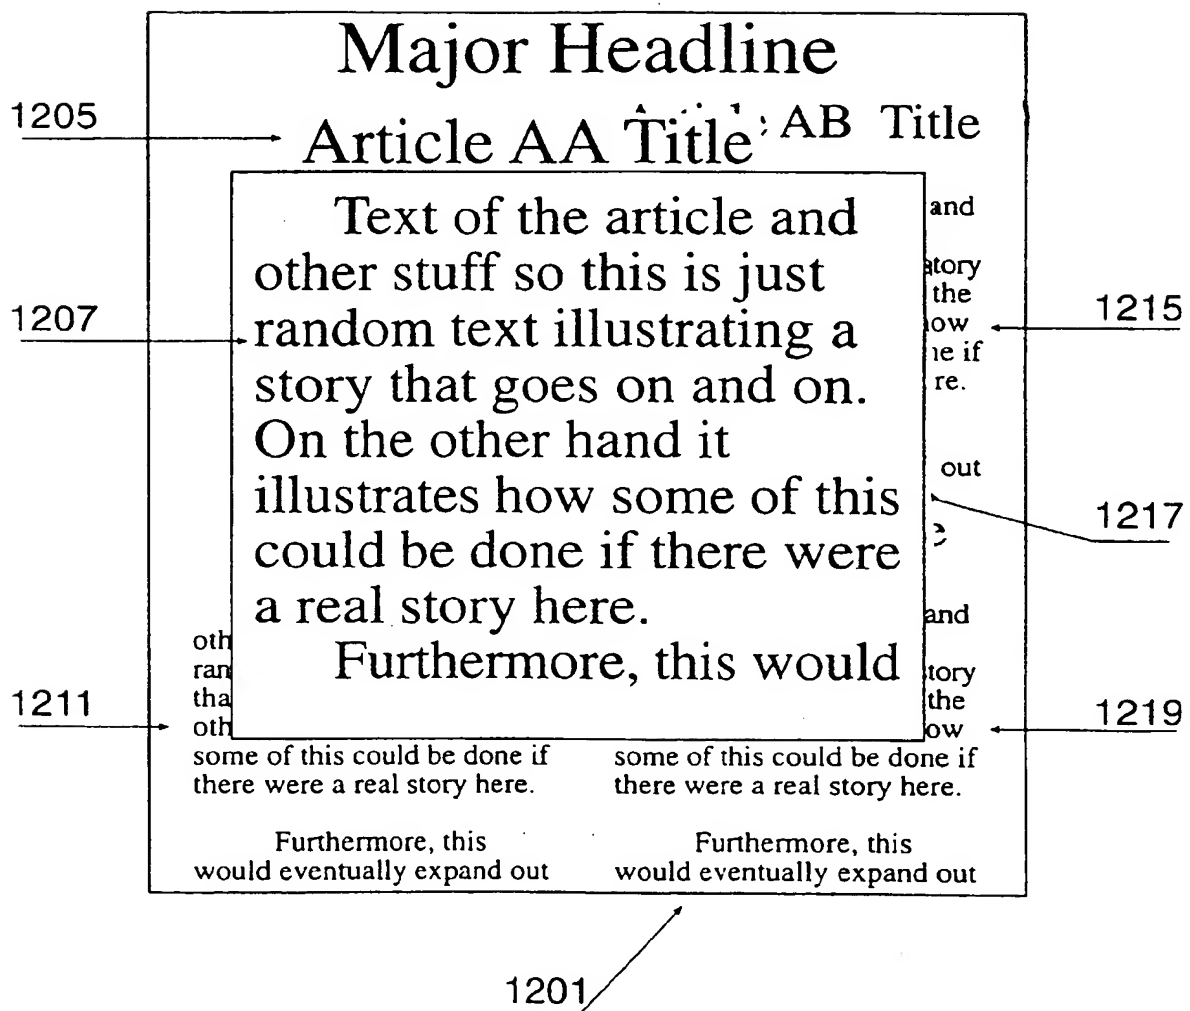 Major Headline
1205
Article AA Title AB Title
Text of the article and
other stuff so this is just
random text illustrating a
story that goes on and on.
On the other hand it
illustrates how some of this
could be done if there were
a real story here.
Furthermore, this would
1207
and
the
if
re.
1215
out
1217
and
the
1211
1219
some of this could be done if
there were a real story here.
Furthermore, this
would eventually expand out
some of this could be done if
there were a real story here.
Furthermore, this
would eventually expand out
1201